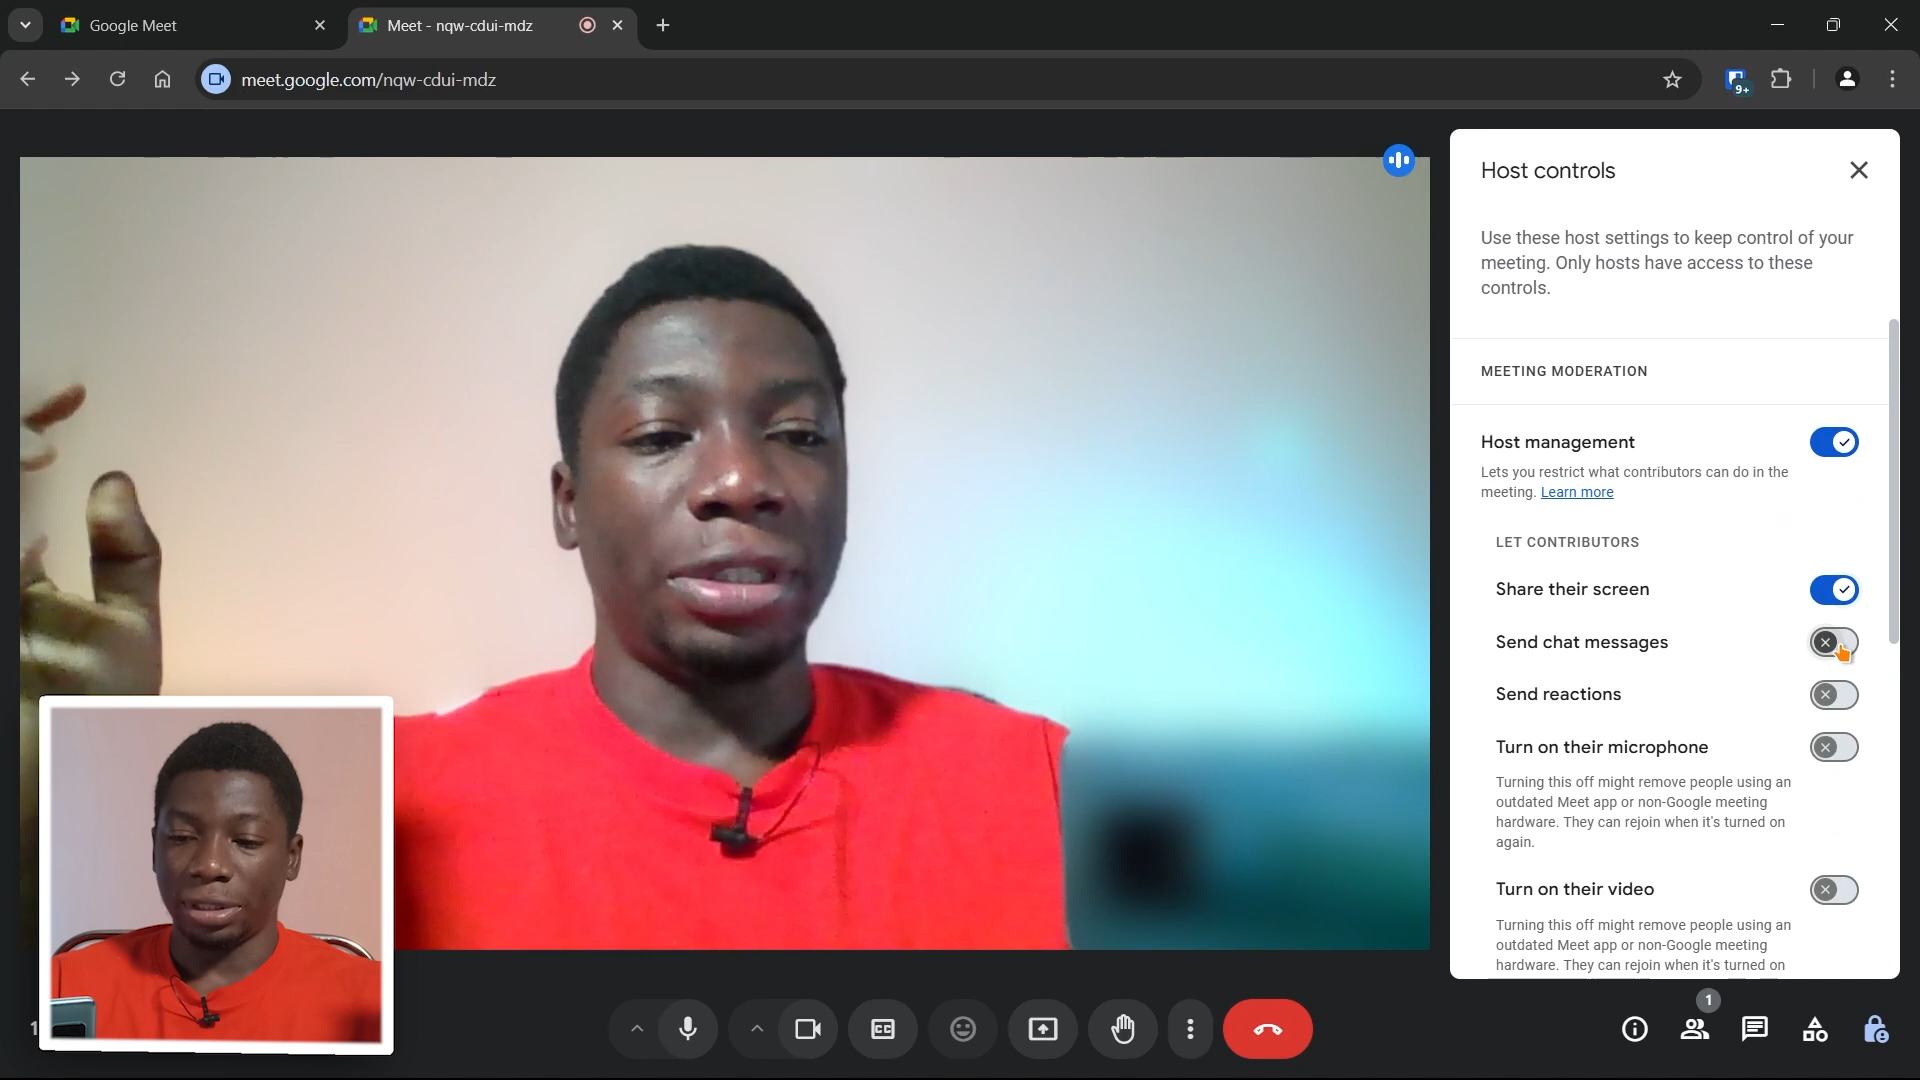 Google Meet
Meet - nqw-cdui-mdz
meet.google.com/nqw-cdui-mdz
9+
Host controls
Use these host settings to keep control of your
meeting. Only hosts have access to these
controls.
MEETING MODERATION
Host management
Lets you restrict what contributors can do in the
meeting. Learn more
LET CONTRIBUTORS
Share their screen
Send chat messages
Send reactions
Turn on their microphone
Turning this off might remove people using an
outdated Meet app or non-Google meeting
hardware. They can rejoin when it's turned on
again.
Turn on their video
Turning this off might remove people using an
outdated Meet app or non-Google meeting
hardware. They can rejoin when it's turned on
1
1
CC